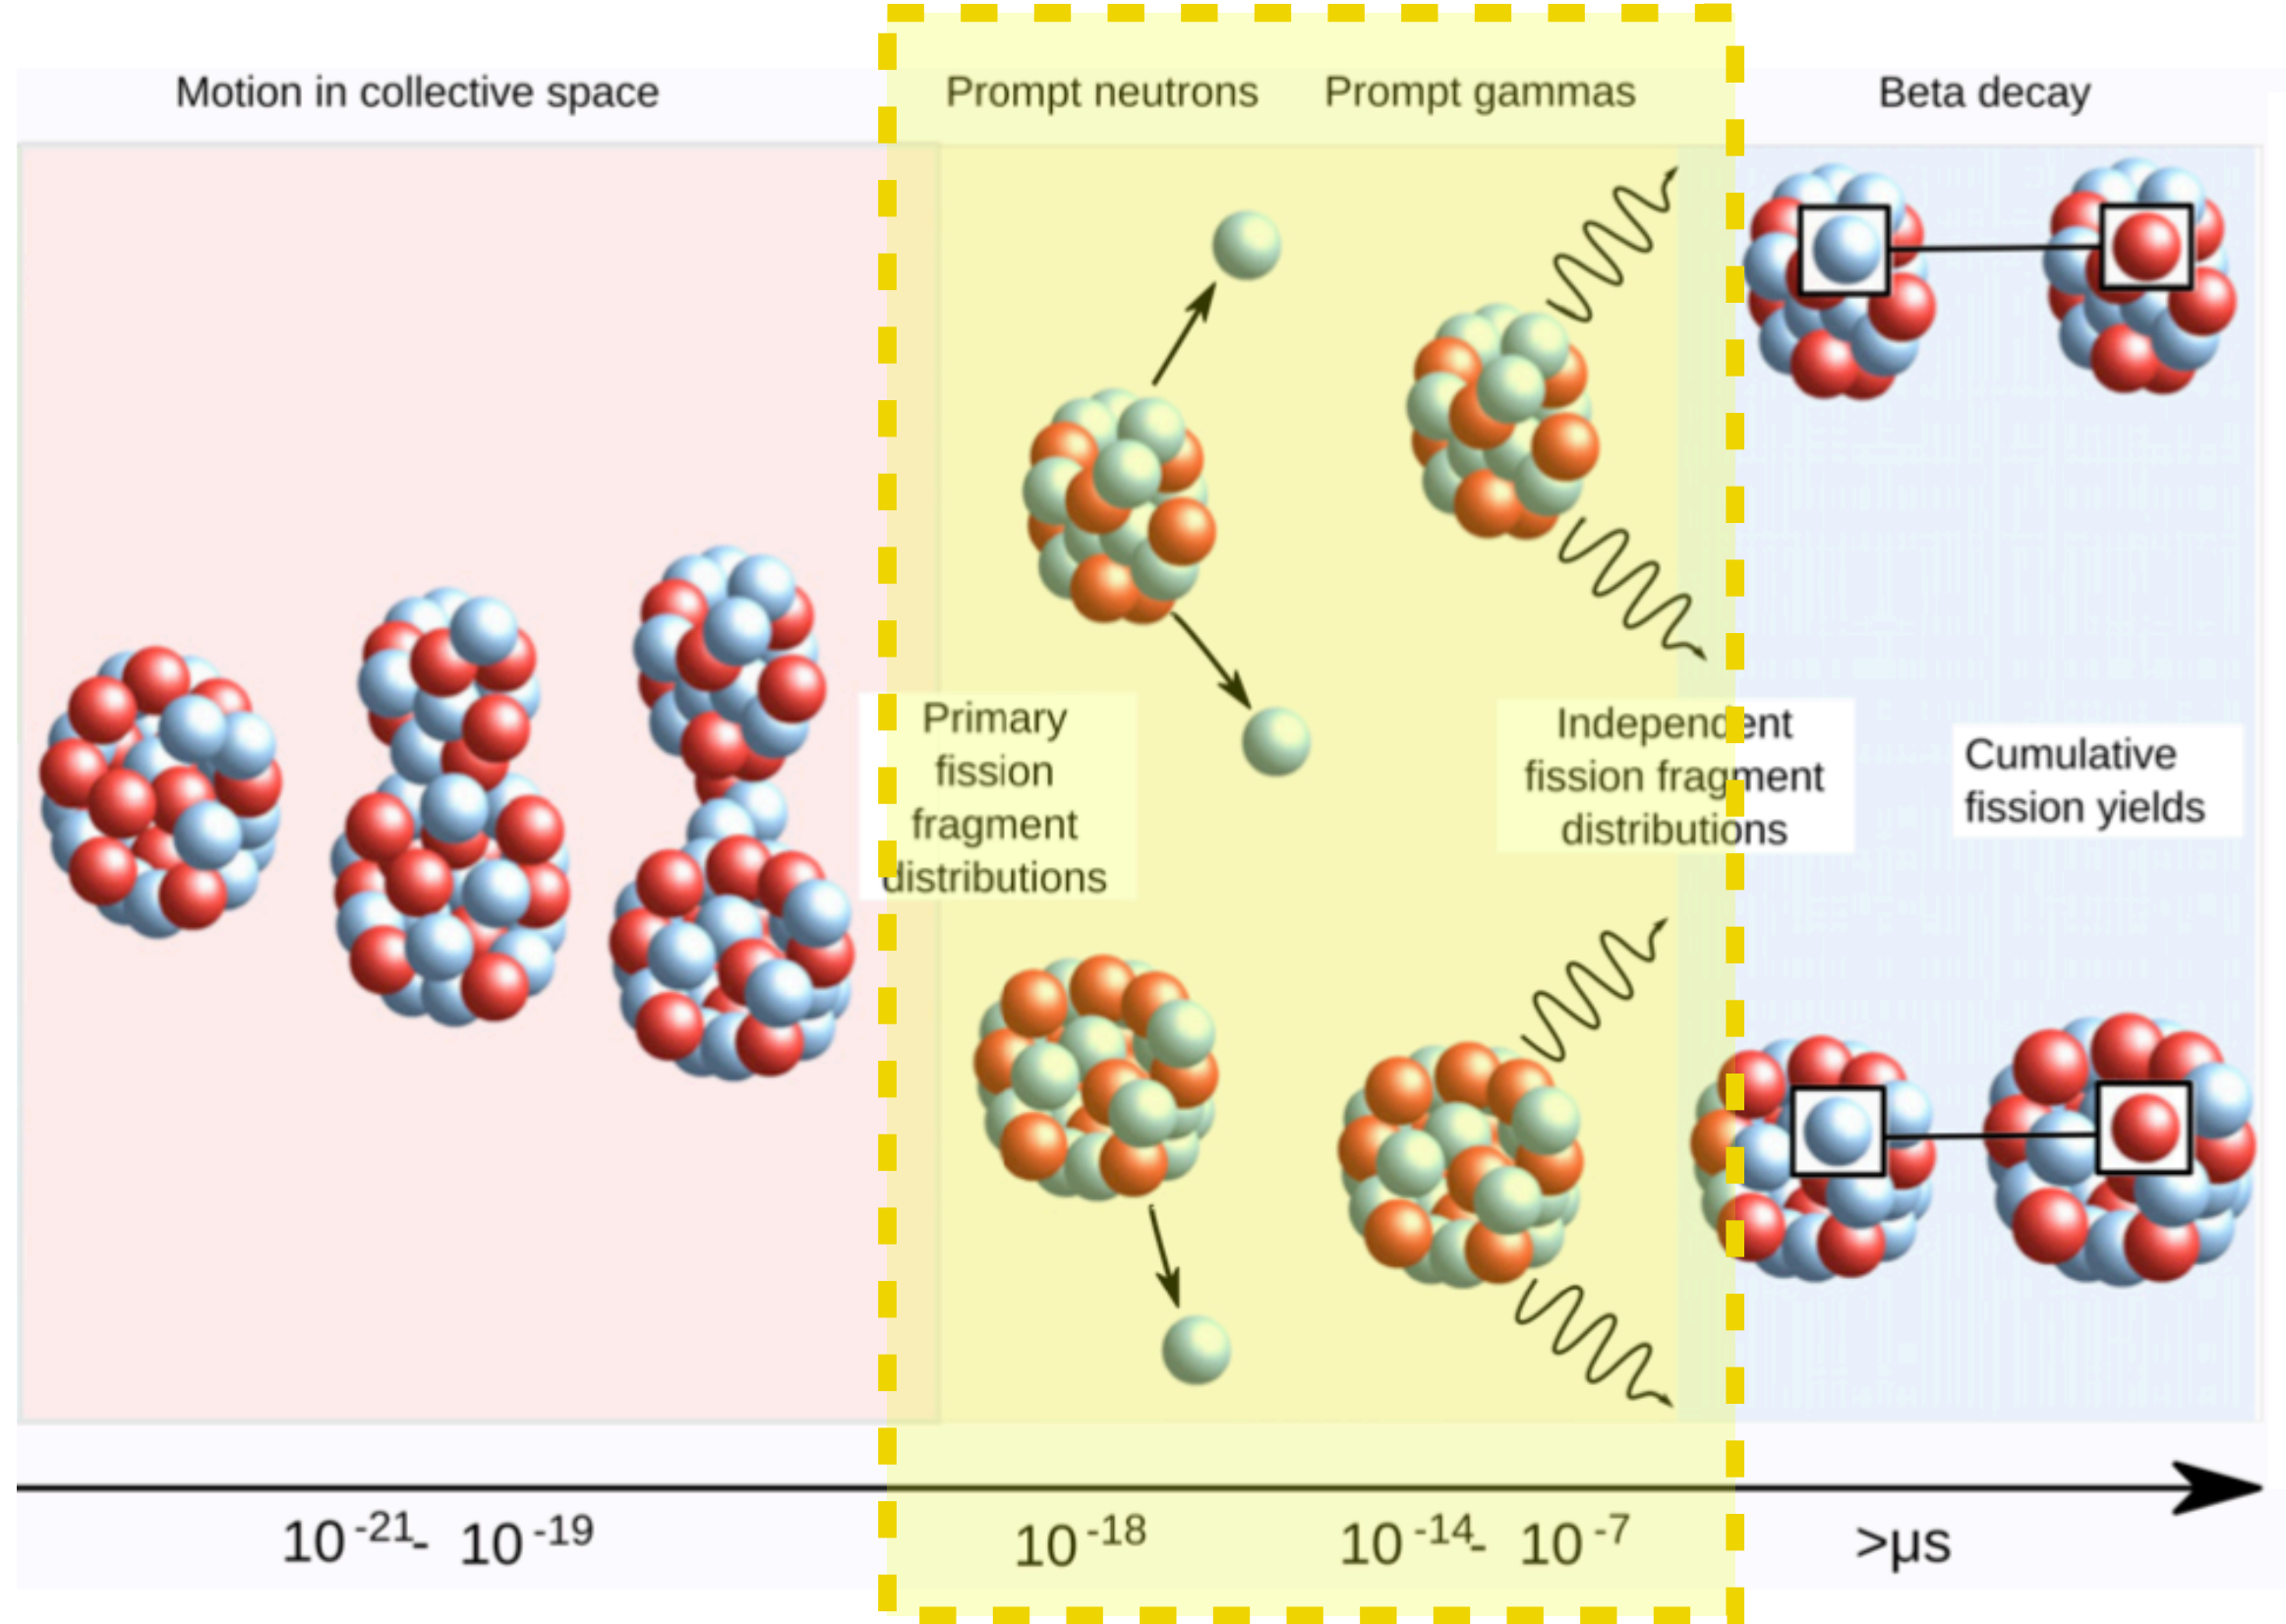 Motion in collective space
Prompt neutrons
Prompt gammas
Beta decay
Primary
fission
fragment
distributions
Independent
fission fragment
distributions
Cumulative
fission yields
10⁻²¹- 10⁻¹⁹
10⁻¹⁸
10⁻¹⁴- 10⁻⁷
>μs